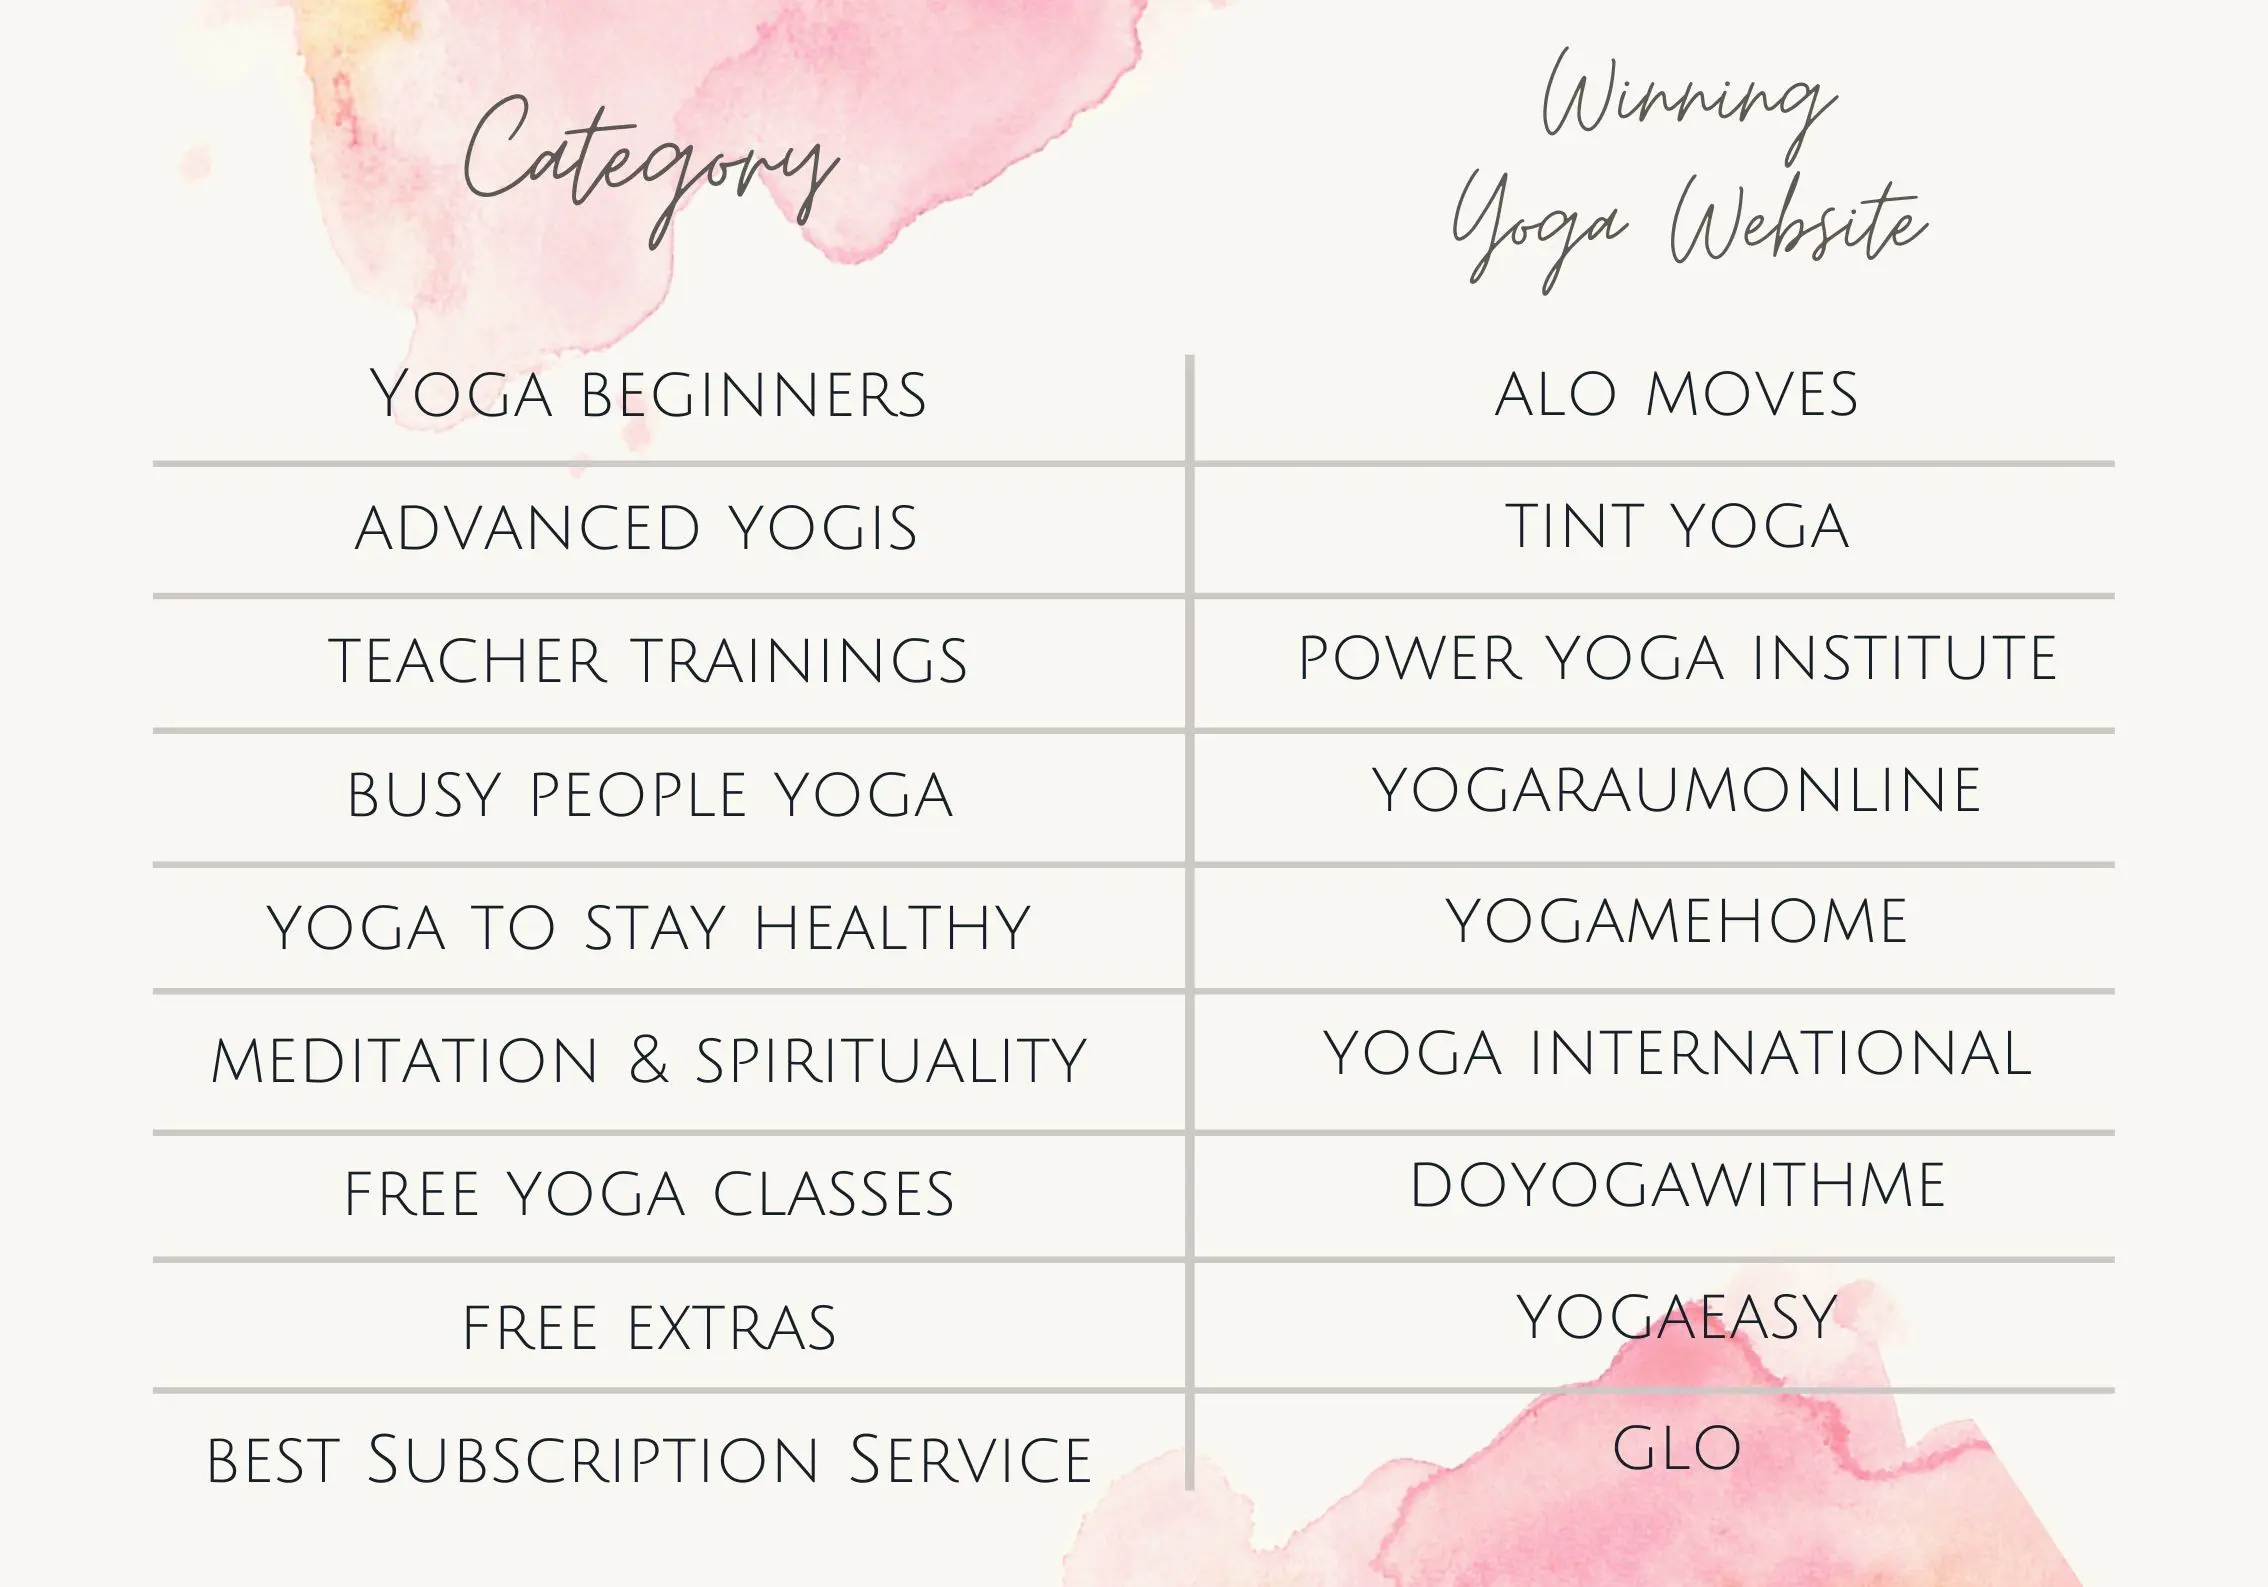 Category
Winning
Yoga Website
YOGA BEGINNERS
ALO MOVES
ADVANCED YOGIS
TINT YOGA
TEACHER TRAININGS
POWER YOGA INSTITUTE
BUSY PEOPLE YOGA
YOGARAUMONLINE
YOGA TO STAY HEALTHY
YOGAMEHOME
MEDITATION & SPIRITUALITY
YOGA INTERNATIONAL
FREE YOGA CLASSES
DOYOGAWITHME
FREE EXTRAS
YOGAEASY
BEST SUBSCRIPTION SERVICE
GLO